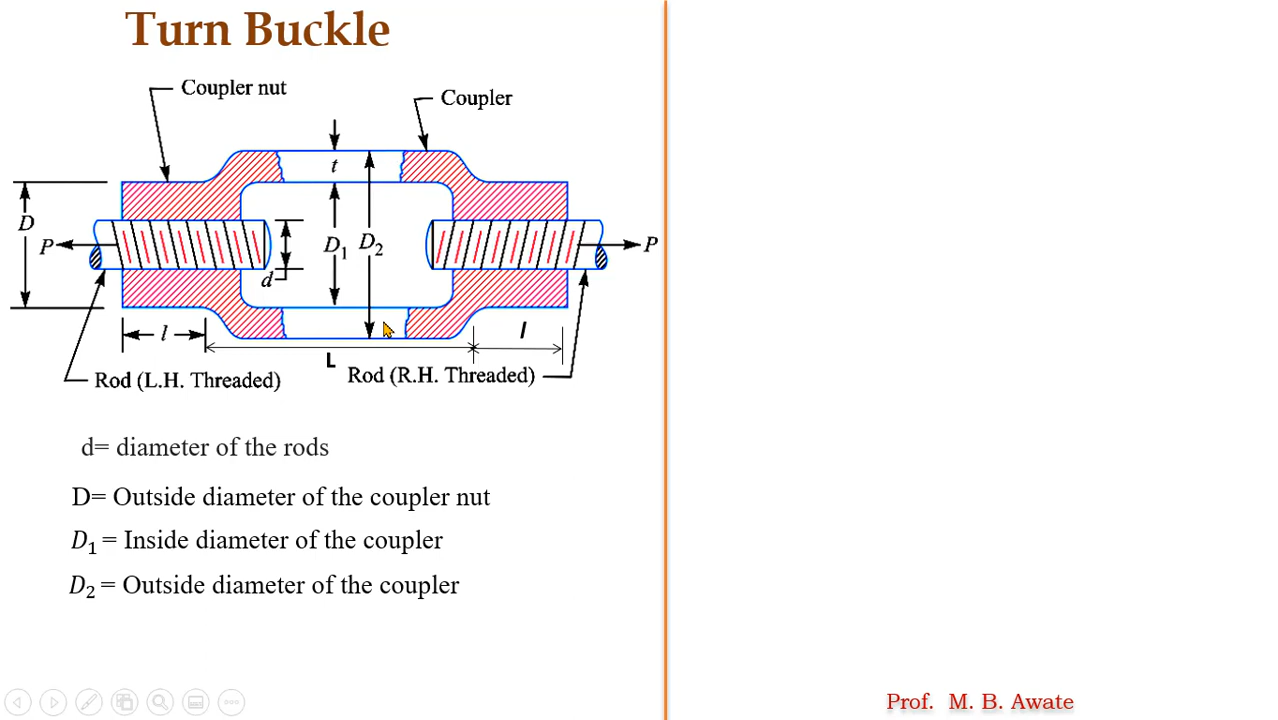 Turn Buckle
Coupler nut
Coupler
t
D
P
D₁
D₂
P
d
l
l
L
Rod (L.H. Threaded)
Rod (R.H. Threaded)
d= diameter of the rods
D= Outside diameter of the coupler nut
D₁ = Inside diameter of the coupler
D₂ = Outside diameter of the coupler
Prof. M. B. Awate